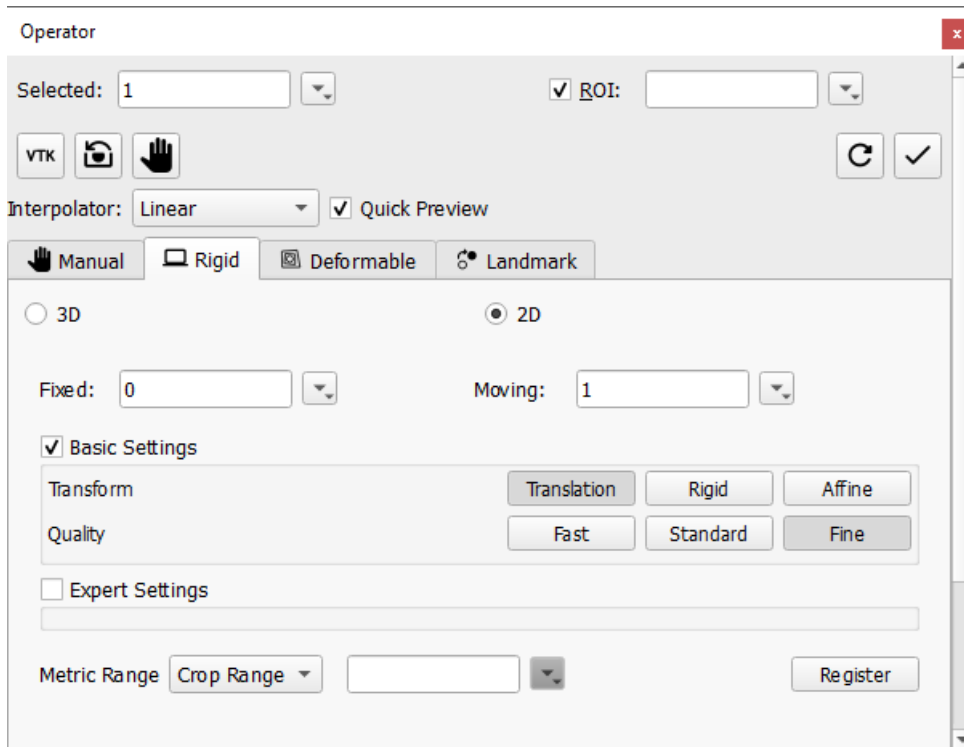 Operator
x
Selected: 1 ROI:
VTK
Interpolator: Linear Quick Preview
Manual Rigid Deformable Landmark
3D 2D
Fixed: 0 Moving: 1
Basic Settings
Transform Translation Rigid Affine
Quality Fast Standard Fine
Expert Settings
Metric Range Crop Range Register